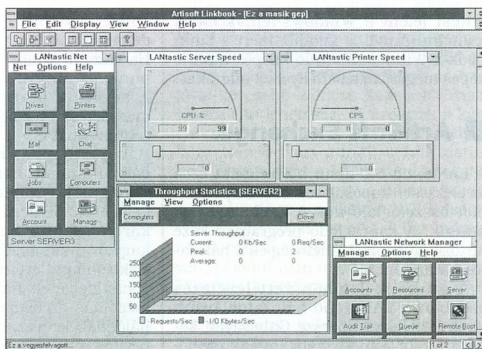 Artisoft Linkbook - [Ez a masik gep]
File Edit Display View Window Help
LANtastic Net
Net Options Help
Drives Printers
Mail Chat
Jobs Computers
Account Manage
Server SERVER3
LANtastic Server Speed
CPU %
99 99
0
LANtastic Printer Speed
CPS
0 0
0
Throughput Statistics [SERVER2]
Manage View Options
Computers Close
Server Throughput
Current: 0 Kb/Sec 0 Req/Sec
Peak: 0 2
Average: 0 0
250
200
150
100
50
Requests/Sec I/O Kbytes/Sec
LANtastic Network Manager
Manage Options Help
Accounts Resources Server
Audit Trail Queue Remote Boot
Ez a vegyesfelvagott...
1 of 2